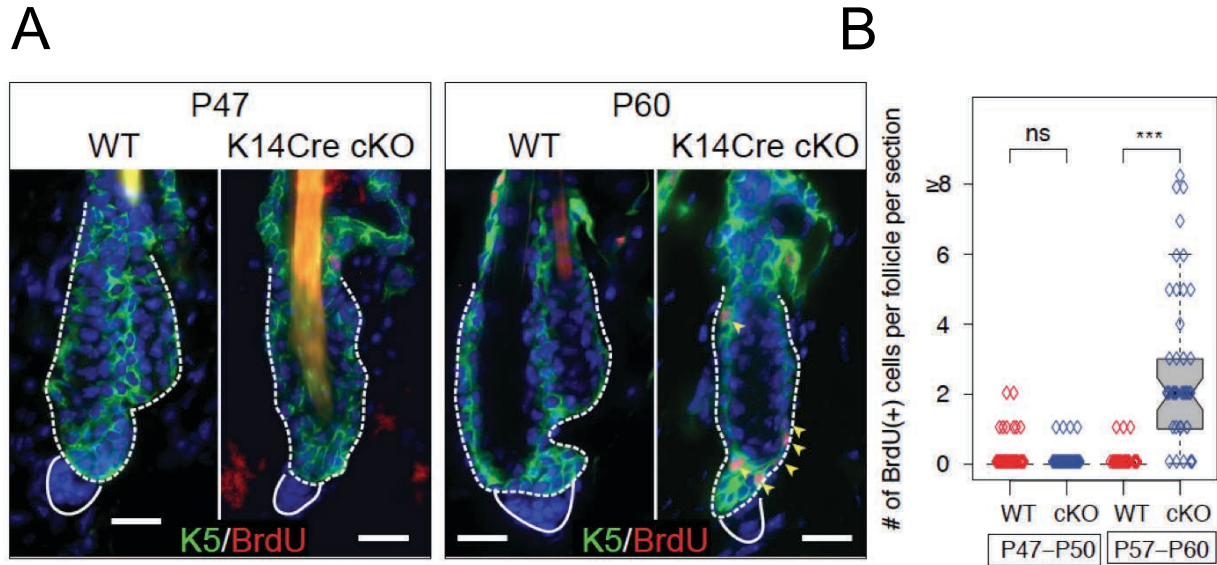 A
B
P47
P60
WT
K14Cre cKO
WT
K14Cre cKO
K5/BrdU
K5/BrdU
# of BrdU(+) cells per follicle per section
ns
***
≥8
6
4
2
0
WT
cKO
WT
cKO
P47–P50
P57–P60